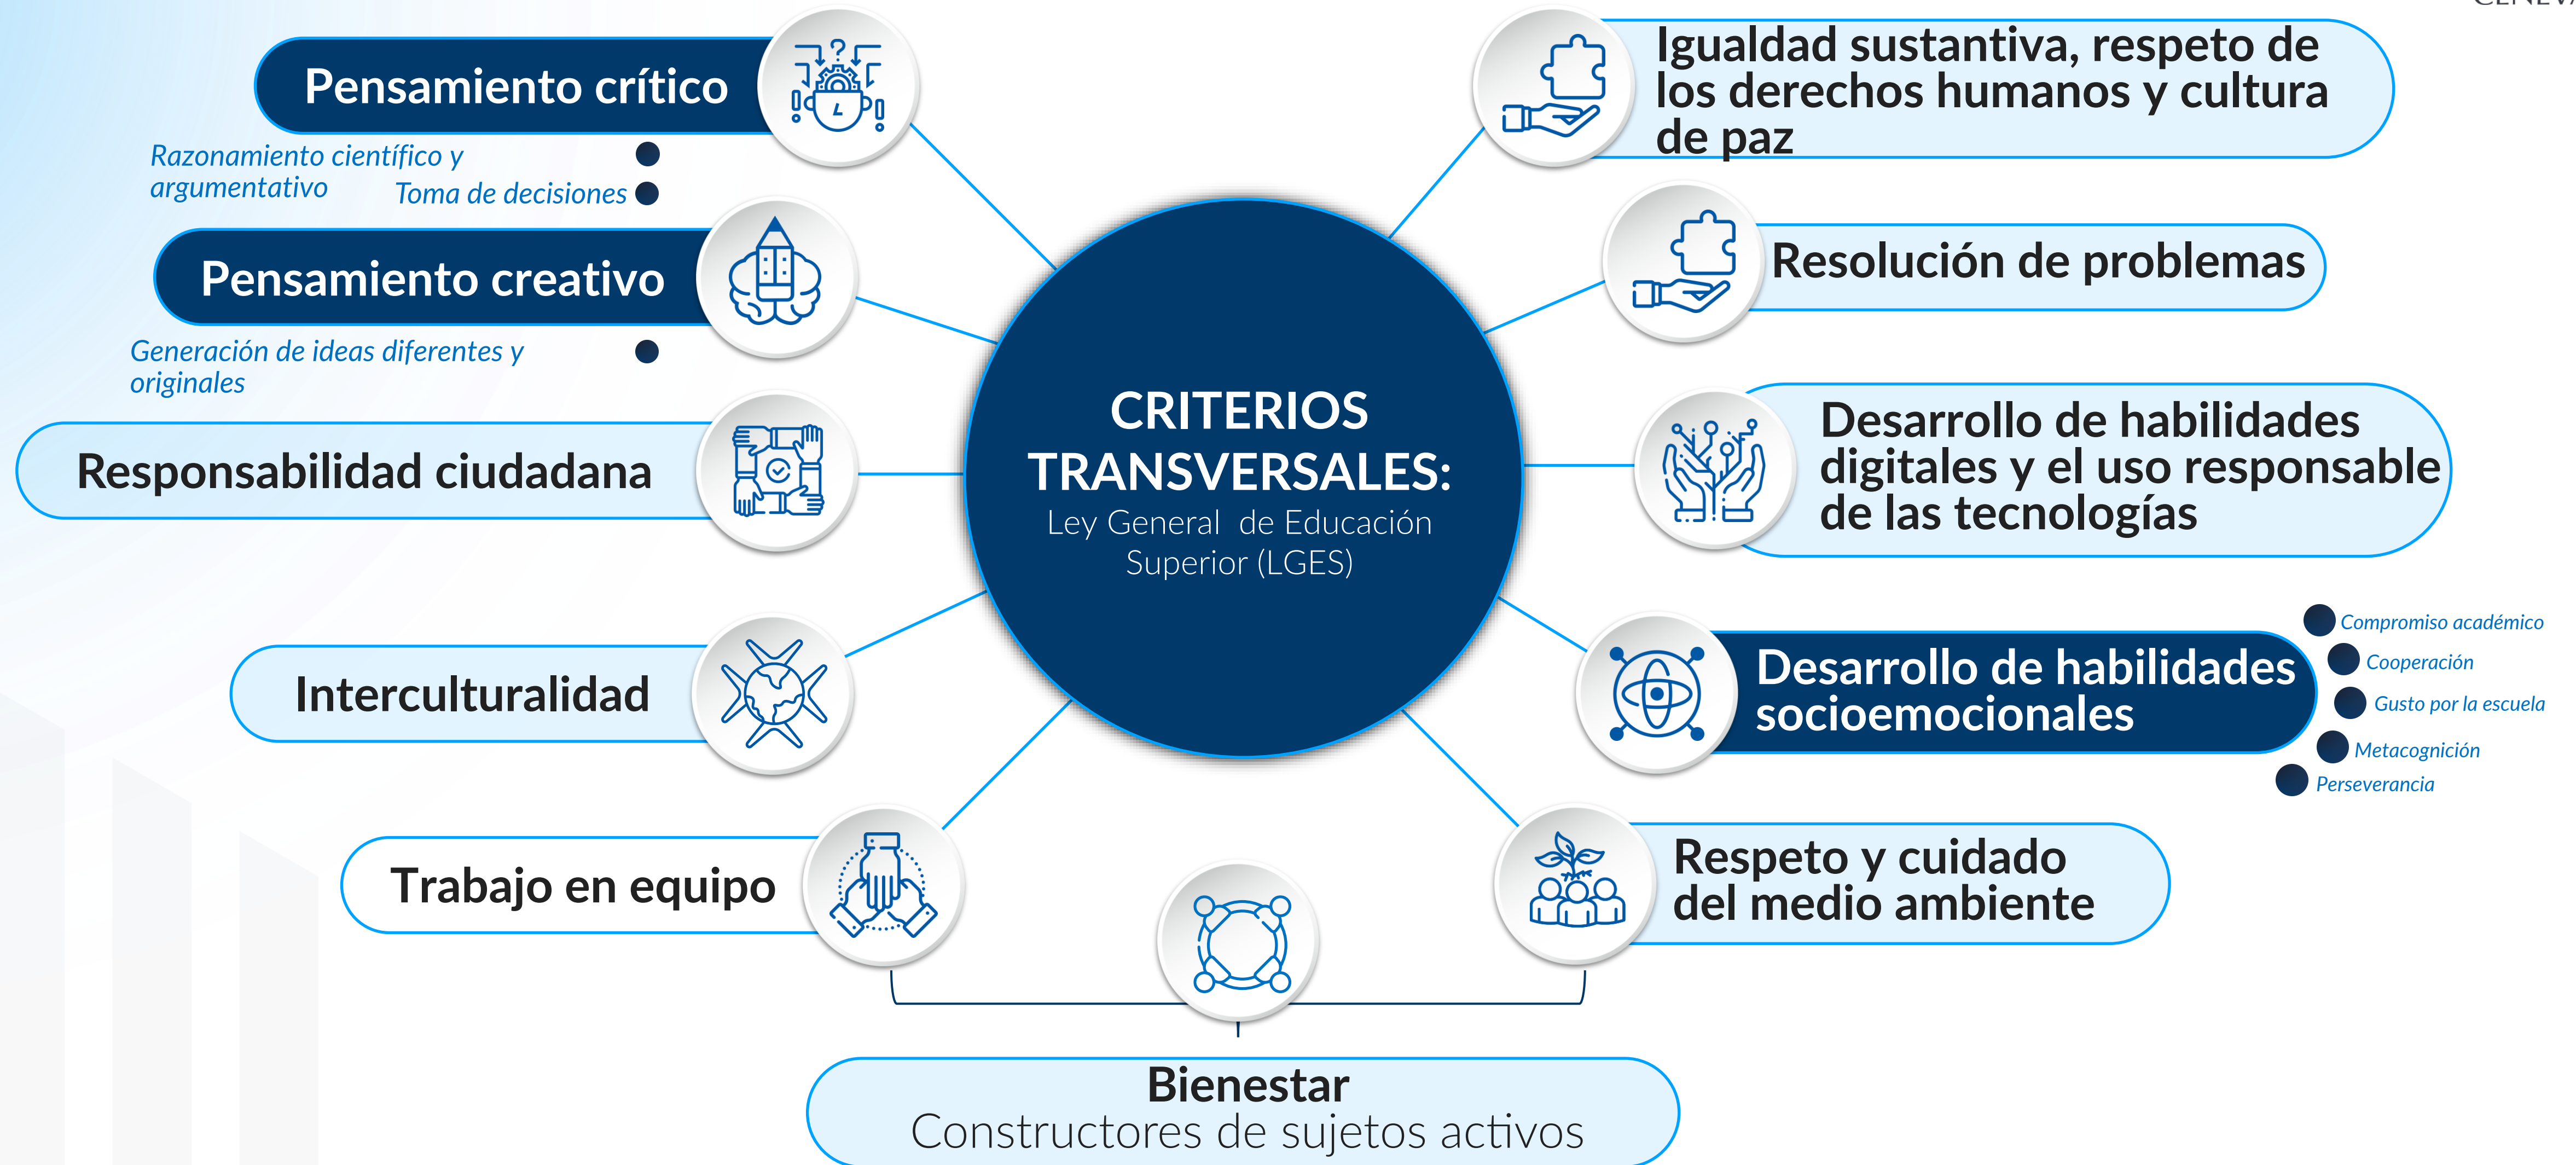 Pensamiento crítico
Razonamiento científico y
argumentativo
Toma de decisiones
Pensamiento creativo
Generación de ideas diferentes y
originales
Responsabilidad ciudadana
Interculturalidad
Trabajo en equipo
CRITERIOS
TRANSVERSALES:
Ley General de Educación
Superior (LGES)
Igualdad sustantiva, respeto de
los derechos humanos y cultura
de paz
Resolución de problemas
Desarrollo de habilidades
digitales y el uso responsable
de las tecnologías
Desarrollo de habilidades
socioemocionales
Compromiso académico
Cooperación
Gusto por la escuela
Metacognición
Perseverancia
Respeto y cuidado
del medio ambiente
Bienestar
Constructores de sujetos activos